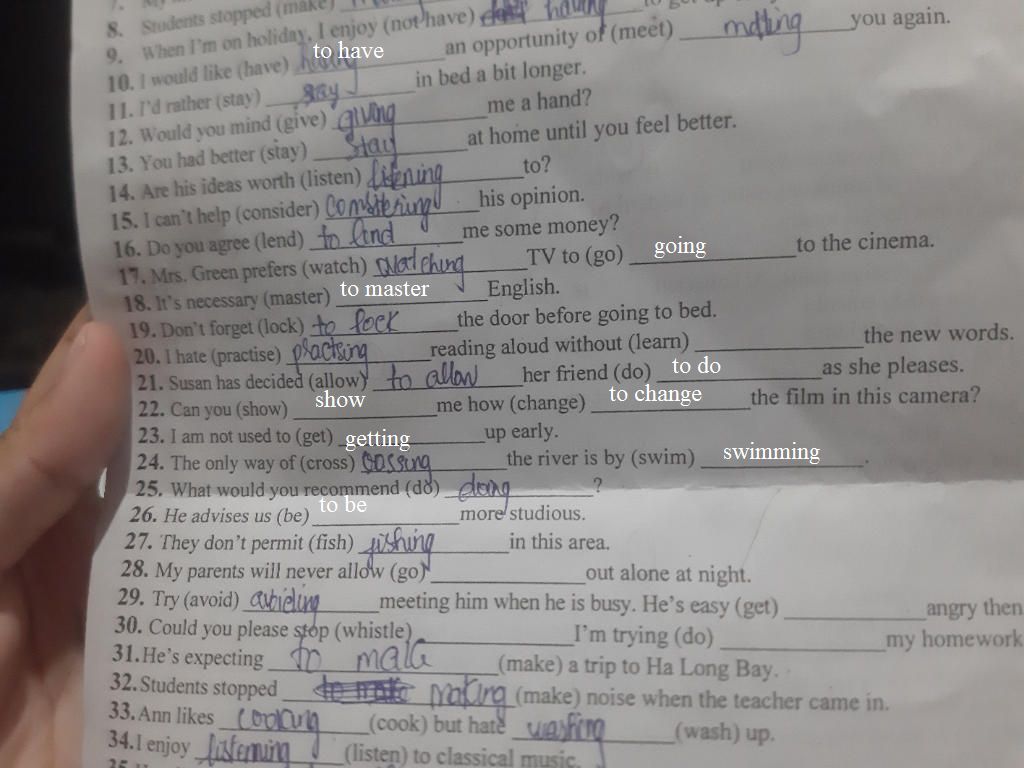 8. Students stopped (make)
9. When I'm on holiday, I enjoy (not have) having to get up
10. I would like (have) to have an opportunity of (meet) you again.
11. I'd rather (stay) in bed a bit longer.
12. Would you mind (give) giving me a hand?
13. You had better (stay) stay at home until you feel better.
14. Are his ideas worth (listen) to?
15. I can't help (consider) his opinion.
16. Do you agree (lend) to me some money?
17. Mrs. Green prefers (watch) watching TV to (go) going to the cinema.
18. It's necessary (master) to master English.
19. Don't forget (lock) to lock the door before going to bed.
20. I hate (practise) reading aloud without (learn) ____________ the new words.
21. Susan has decided (allow) to allow her friend (do) to do as she pleases.
22. Can you (show) show me how (change) to change the film in this camera?
23. I am not used to (get) getting up early.
24. The only way of (cross) the river is by (swim) swimming.
25. What would you recommend (do) doing?
26. He advises us (be) to be more studious.
27. They don't permit (fish) fishing in this area.
28. My parents will never allow (go) ____________ out alone at night.
29. Try (avoid) meeting him when he is busy. He's easy (get) ____________ angry then
30. Could you please stop (whistle) ____________ I'm trying (do) ____________ my homework
31. He's expecting to (make) a trip to Ha Long Bay.
32. Students stopped making (make) noise when the teacher came in.
33. Ann likes cooking (cook) but hate washing (wash) up.
34. I enjoy (listen) to classical music.